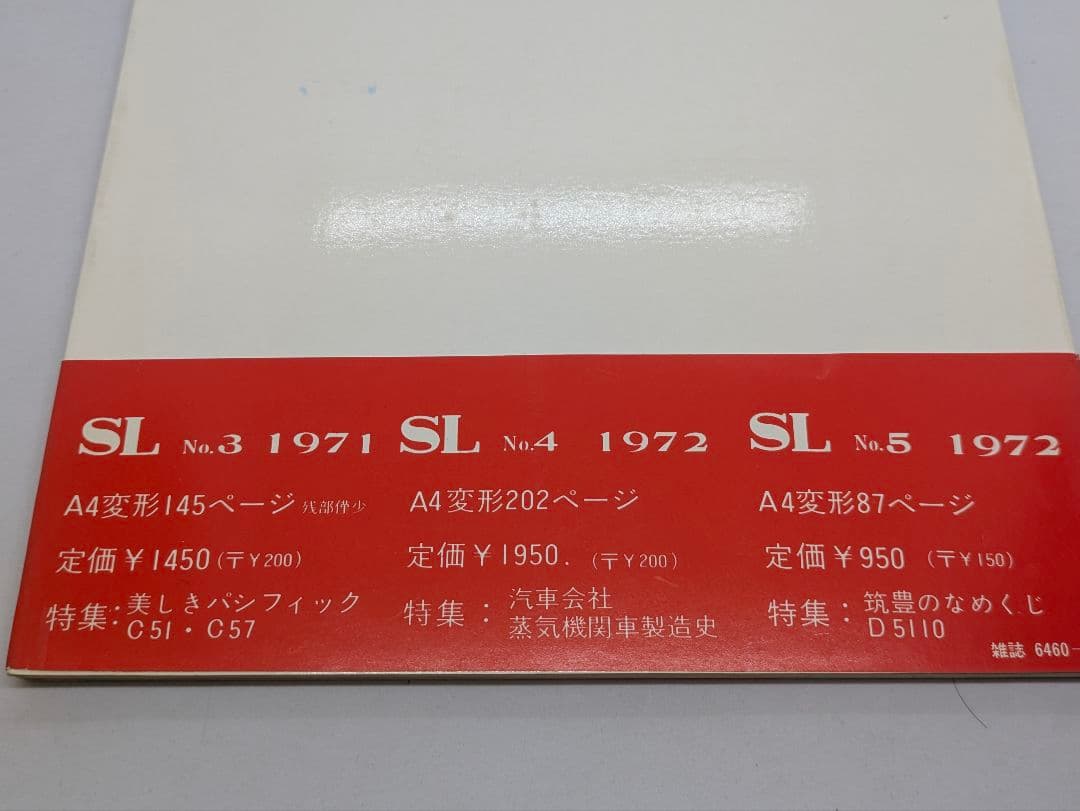 SL No.3 1971
A4変形145ページ 残部僅少
定価¥1450(〒¥200)
特集:美しきパシフィック
C51・C57
SL No.4 1972
A4変形202ページ
定価¥1950.(〒¥200)
特集:汽車会社
蒸気機関車製造史
SL No.5 1972
A4変形87ページ
定価¥950(〒¥150)
特集:筑豊のなめくじ
D5110
雑誌 6460-